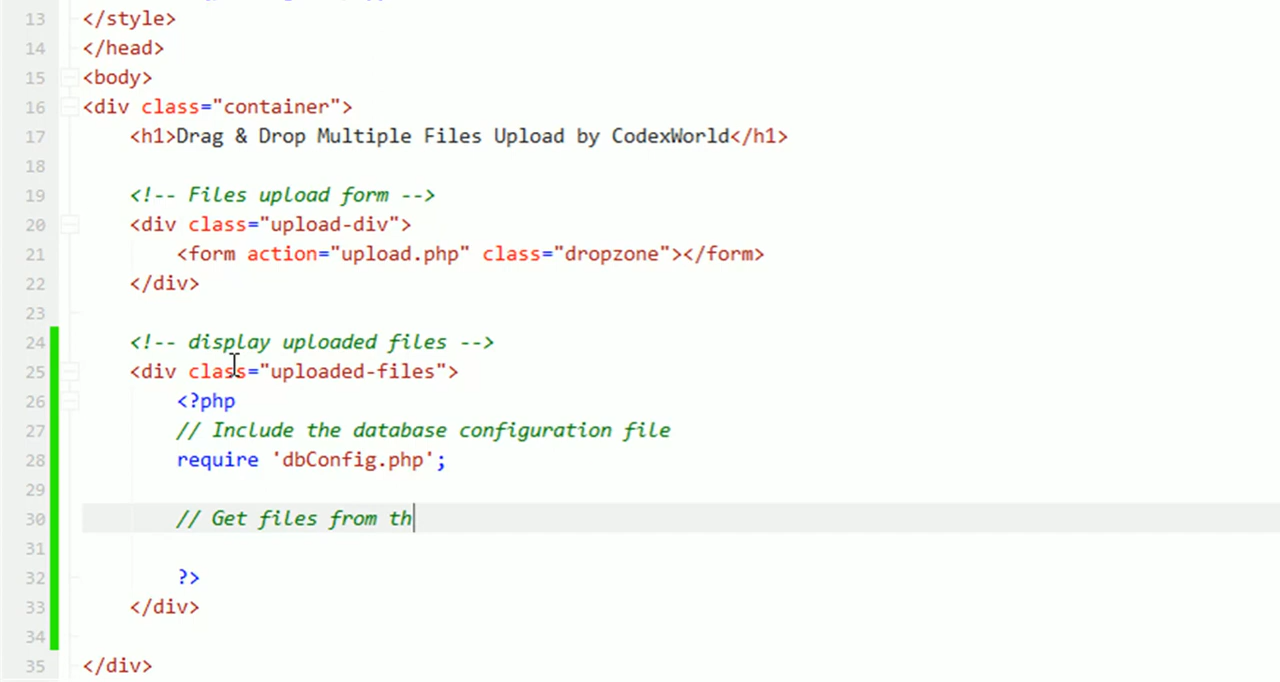 13 </style>
14 </head>
15 <body>
16 <div class="container">
17 <h1>Drag & Drop Multiple Files Upload by CodexWorld</h1>
18
19 <!-- Files upload form -->
20 <div class="upload-div">
21 <form action="upload.php" class="dropzone"></form>
22 </div>
23
24 <!-- display uploaded files -->
25 <div class="uploaded-files">
26 <?php
27 // Include the database configuration file
28 require 'dbConfig.php';
29
30 // Get files from th
31
32 ?>
33 </div>
34
35 </div>